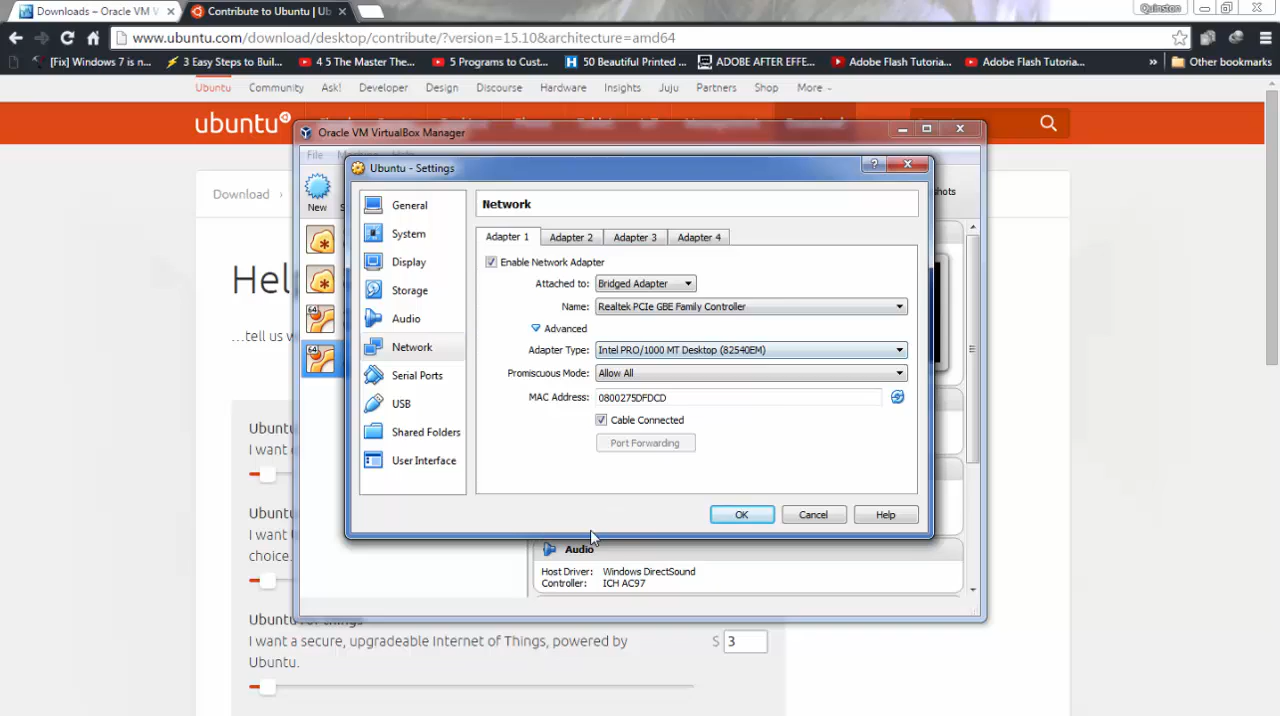 Downloads – Oracle VM V
Contribute to Ubuntu | Ub
Quinston
www.ubuntu.com/download/desktop/contribute/?version=15.10&architecture=amd64
[Fix] Windows 7 is n...
3 Easy Steps to Buil...
4 5 The Master The...
5 Programs to Cust...
50 Beautiful Printed ...
ADOBE AFTER EFFE...
Adobe Flash Tutoria...
Adobe Flash Tutoria...
Other bookmarks
Ubuntu Community Ask! Developer Design Discourse Hardware Insights Juju Partners Shop More
ubuntu
Oracle VM VirtualBox Manager
File
Ubuntu - Settings
Download
New
shots
General
System
Display
Storage
Audio
Network
Serial Ports
USB
Shared Folders
User Interface
Network
Adapter 1 Adapter 2 Adapter 3 Adapter 4
Enable Network Adapter
Attached to: Bridged Adapter
Name: Realtek PCIe GBE Family Controller
Advanced
Adapter Type: Intel PRO/1000 MT Desktop (82540EM)
Promiscuous Mode: Allow All
MAC Address: 0800275DFDCD
Cable Connected
Port Forwarding
OK Cancel Help
Hel
...tell us w
Ubuntu
I want
Ubunt
I want
choice.
Audio
Host Driver: Windows DirectSound
Controller: ICH AC97
Ubuntu for things
I want a secure, upgradeable Internet of Things, powered by
Ubuntu.
$ 3